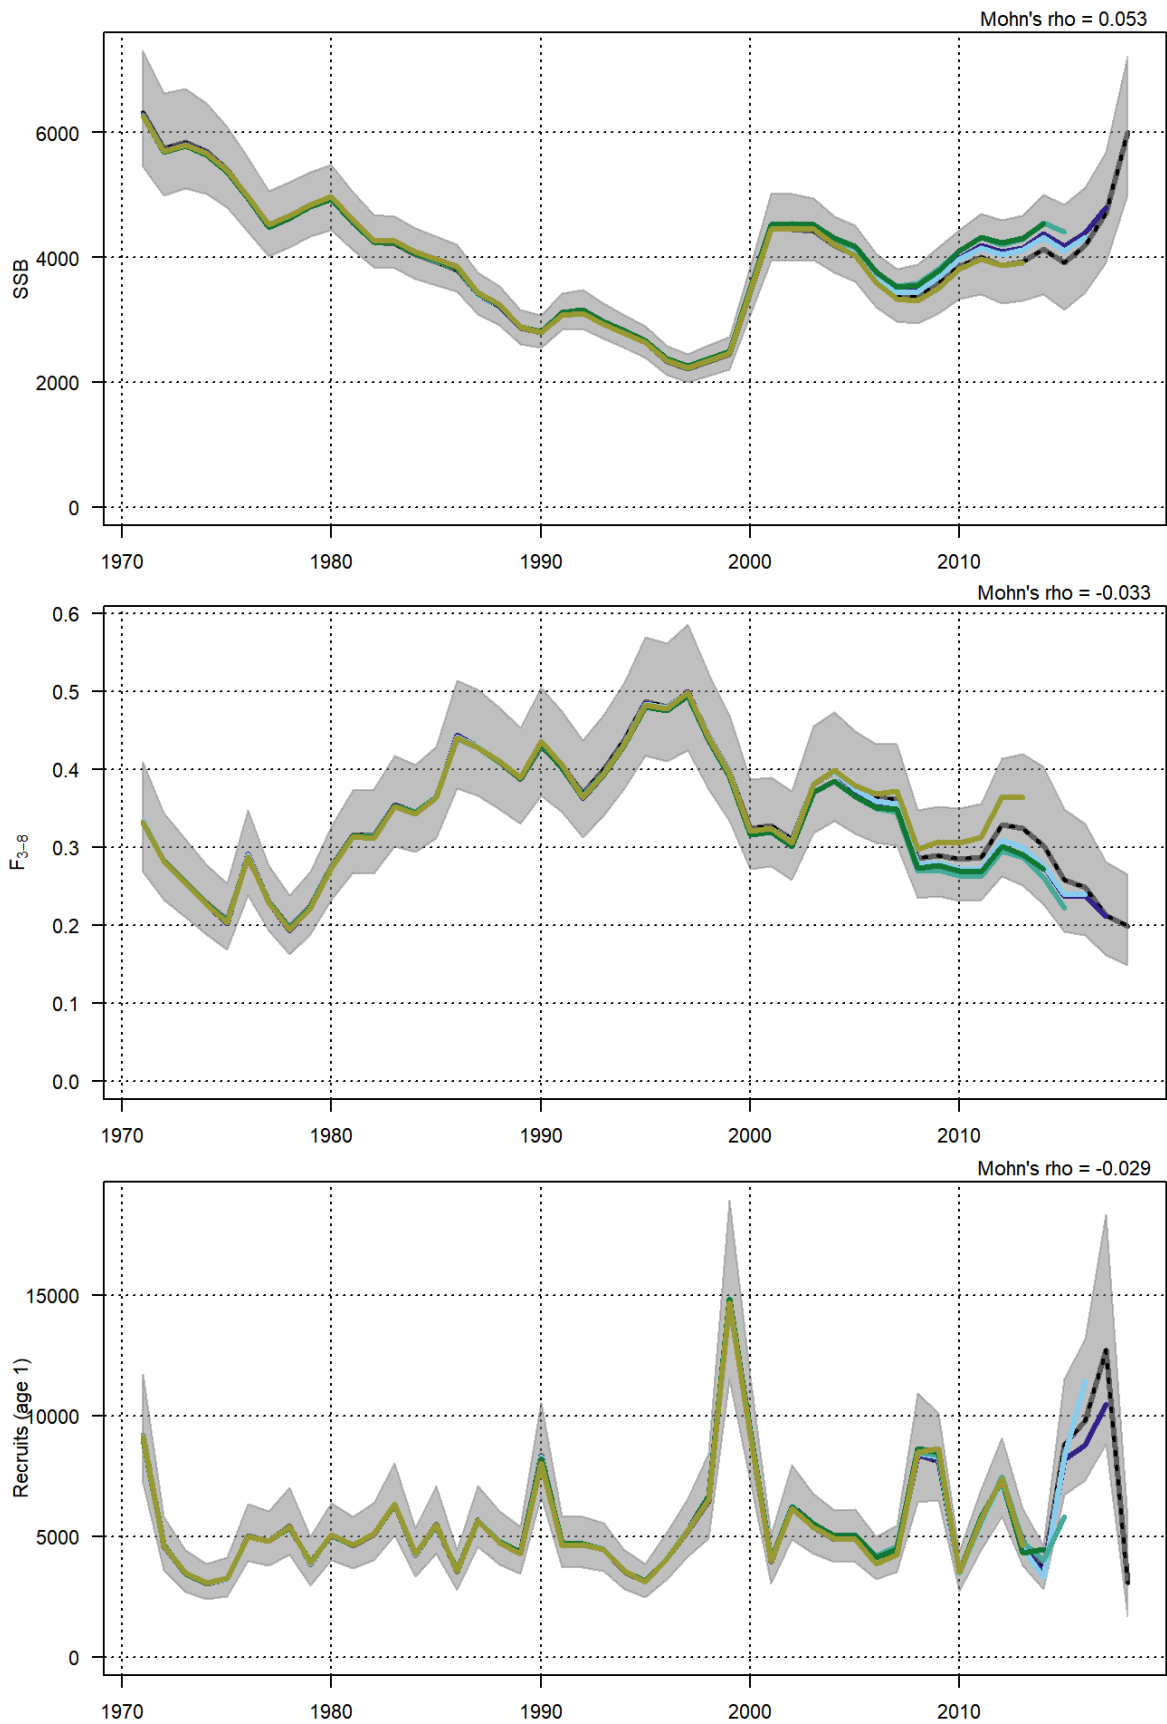 Mohn's rho = 0.053
SSB
6000
4000
2000
0
1970 1980 1990 2000 2010
Mohn's rho = -0.033
F3–8
0.6
0.5
0.4
0.3
0.2
0.1
0.0
1970 1980 1990 2000 2010
Mohn's rho = -0.029
Recruits (age 1)
15000
10000
5000
0
1970 1980 1990 2000 2010